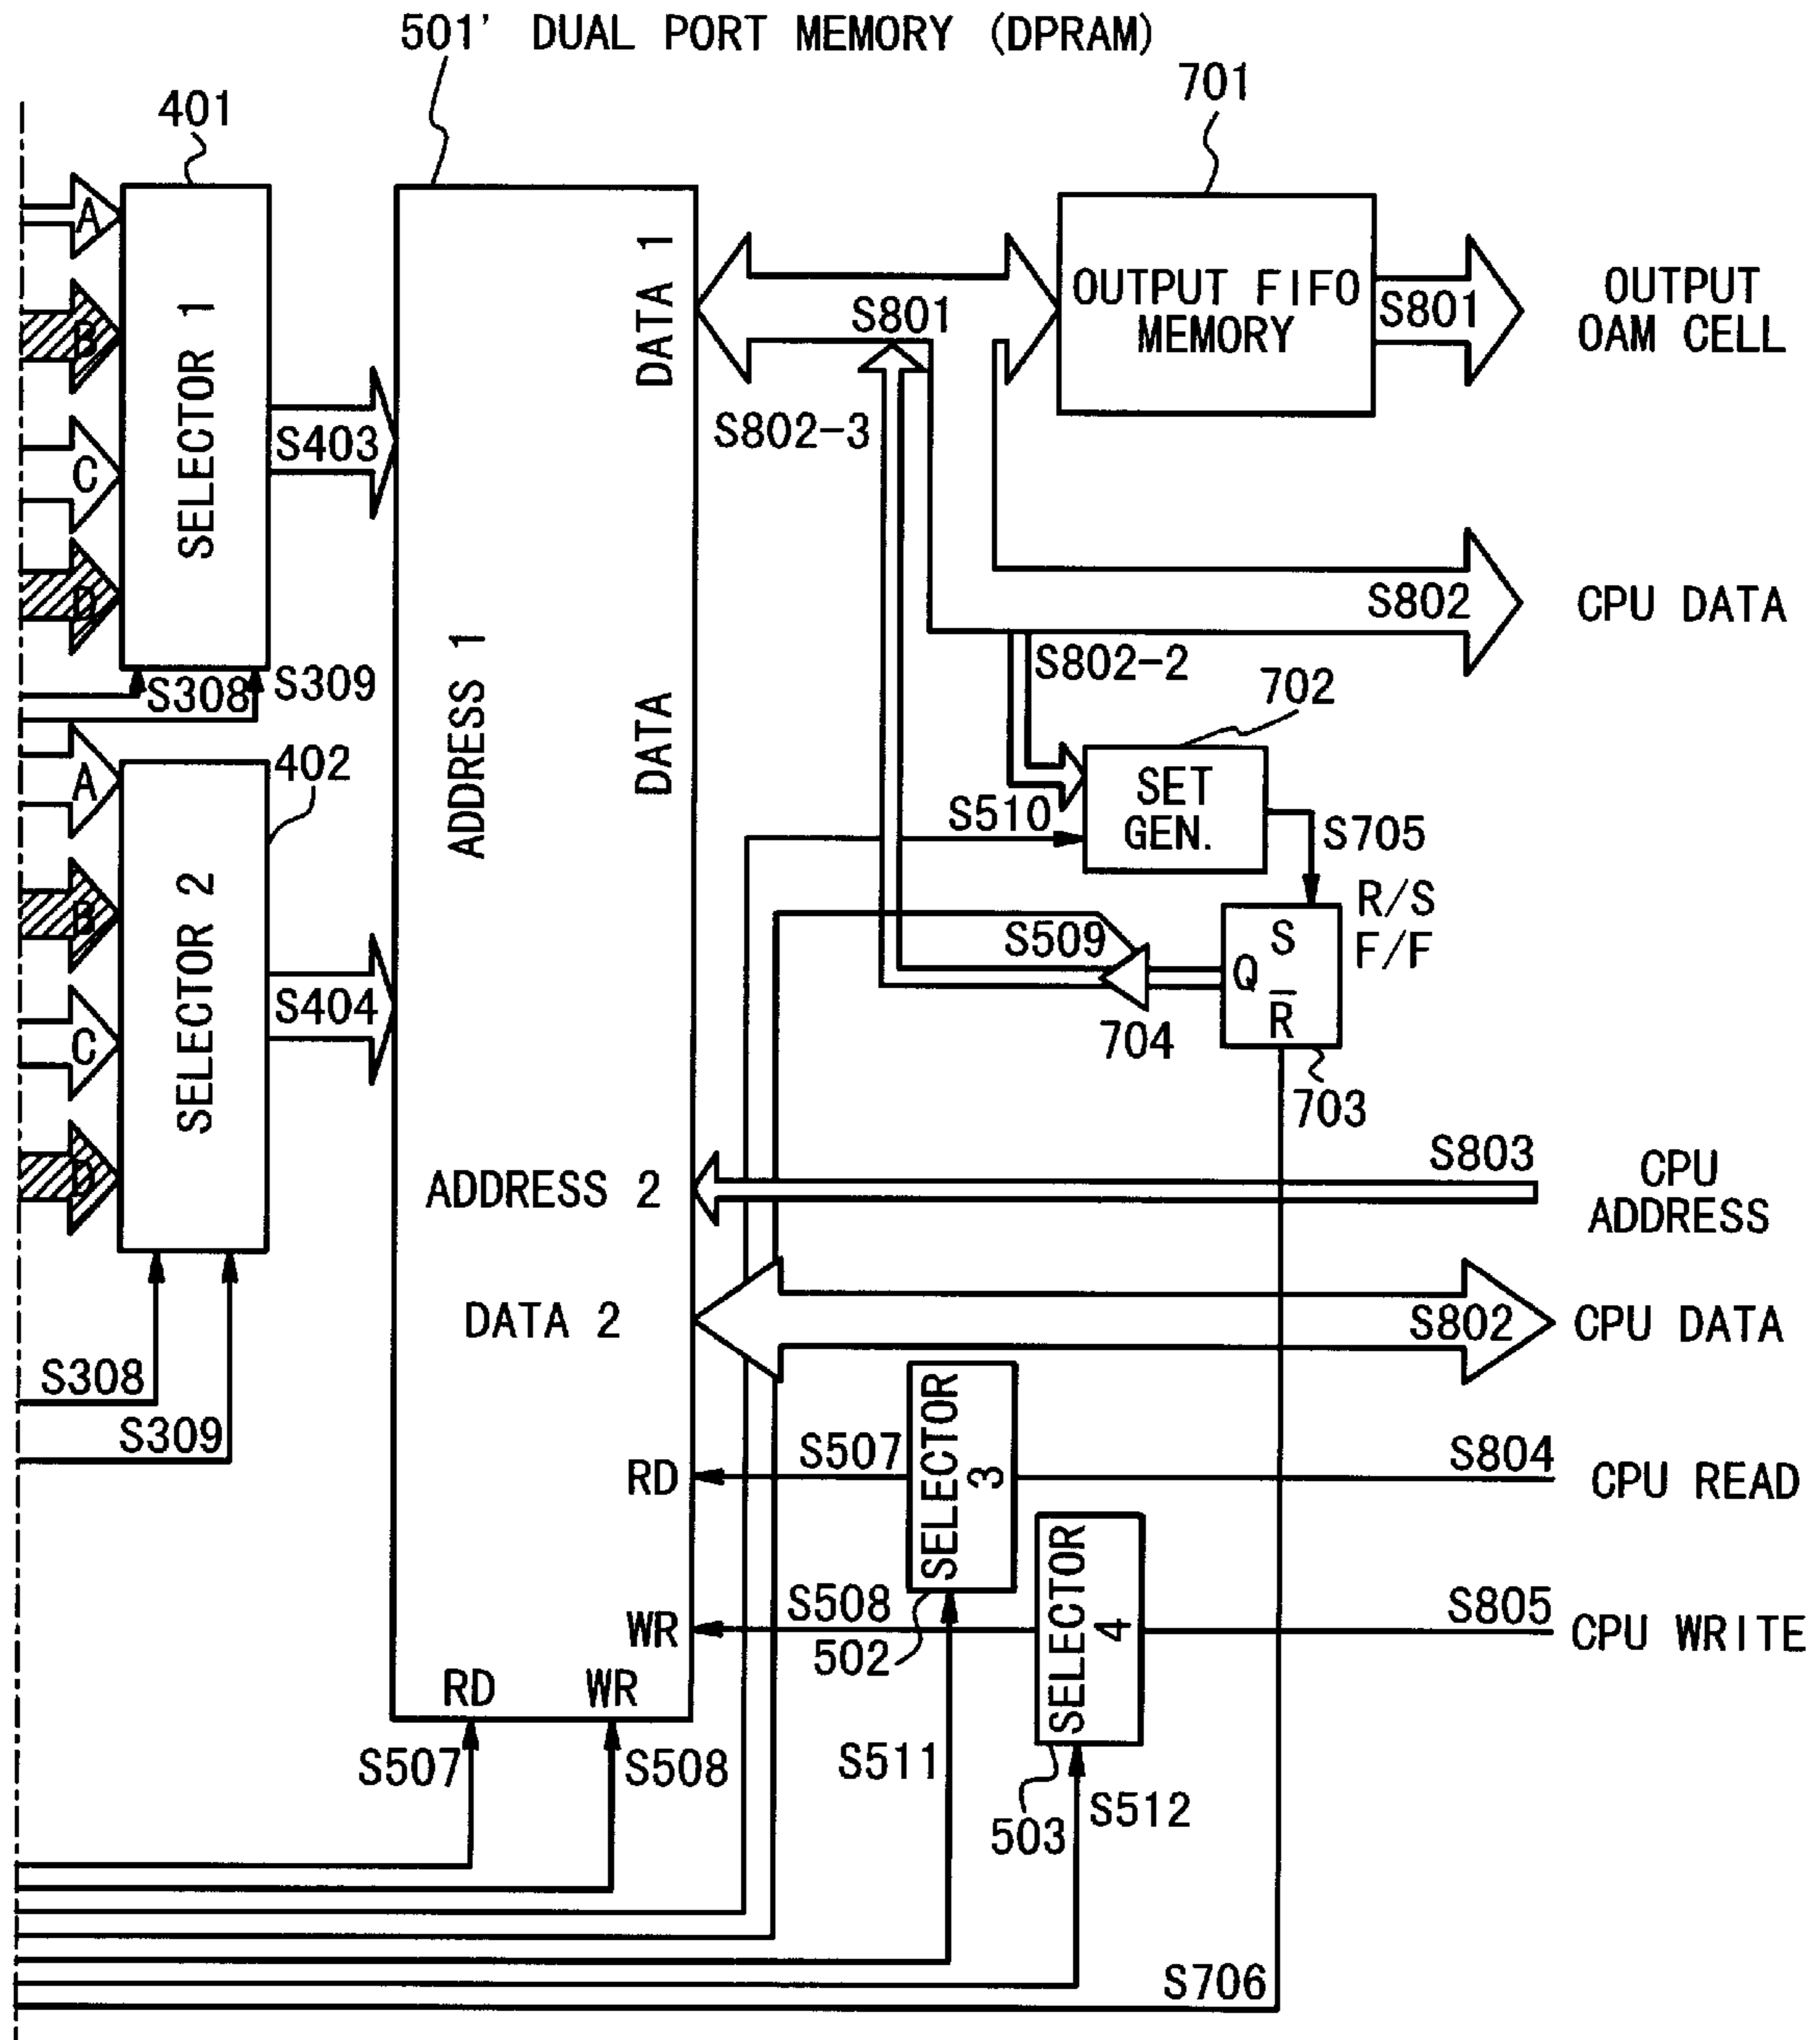 501' DUAL PORT MEMORY (DPRAM)
401
701
A
B
C
D
SELECTOR 1
S403
S308
S309
DATA 1
S801
OUTPUT FIFO
MEMORY
S801
OUTPUT
OAM CELL
S802-3
S802
CPU DATA
S802-2
ADDRESS 1
DATA
702
402
A
B
C
D
SELECTOR 2
S404
SET
GEN.
S510
S705
R/S
F/F
S509
S
Q
R
704
703
S803
CPU
ADDRESS
ADDRESS 2
DATA 2
S802
CPU DATA
S308
S309
RD
S507
SELECTOR 3
S804
CPU READ
WR
S508
502
SELECTOR 4
S805
CPU WRITE
RD
WR
S507
S508
S511
503
S512
S706